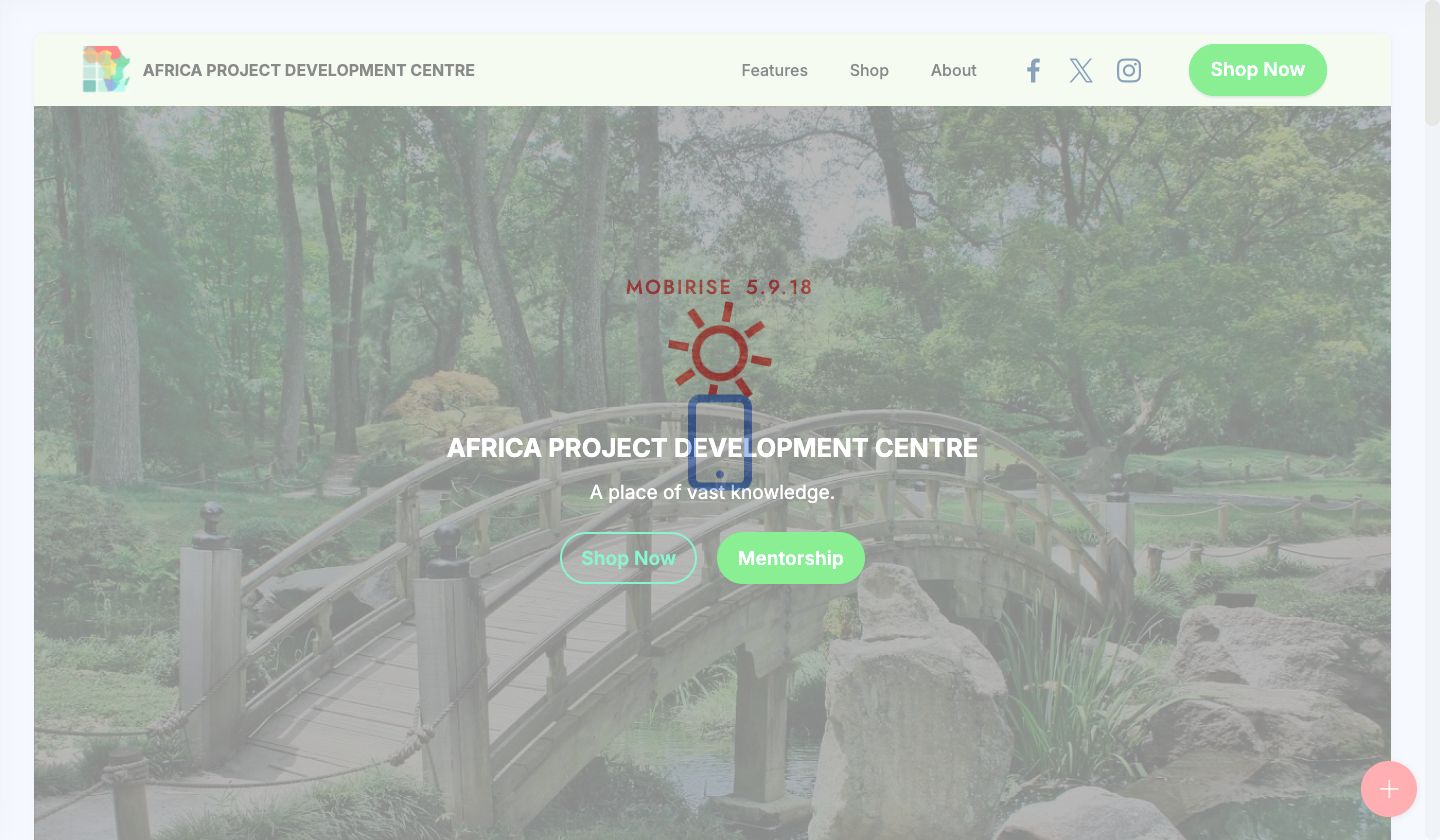 AFRICA PROJECT DEVELOPMENT CENTRE
Features
Shop
About
Shop Now
MOBIRISE 5.9.18
AFRICA PROJECT DEVELOPMENT CENTRE
A place of vast knowledge.
Shop Now
Mentorship